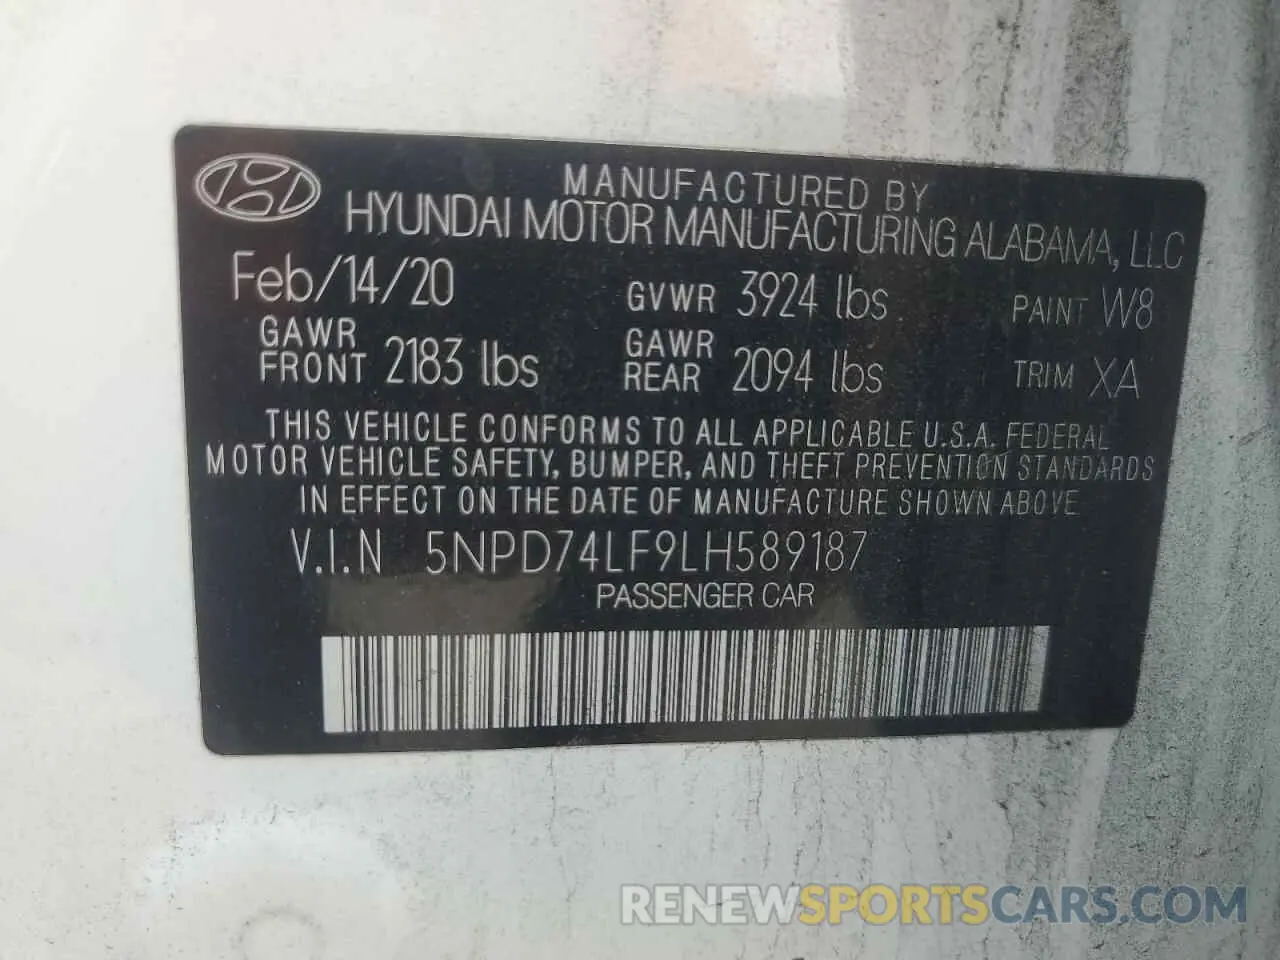 MANUFACTURED BY
HYUNDAI MOTOR MANUFACTURING ALABAMA, LLC
Feb/14/20 GVWR 3924 lbs PAINT W8
GAWR FRONT 2183 lbs GAWR REAR 2094 lbs TRIM XA
THIS VEHICLE CONFORMS TO ALL APPLICABLE U.S.A. FEDERAL
MOTOR VEHICLE SAFETY, BUMPER, AND THEFT PREVENTION STANDARDS
IN EFFECT ON THE DATE OF MANUFACTURE SHOWN ABOVE
V.I.N 5NPD74LF9LH589187
PASSENGER CAR
RENEWSPORTSCARS.COM